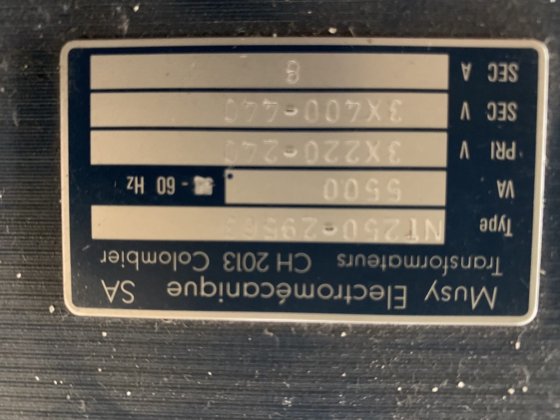 Musy Electromécanique SA
Transformateurs CH 2013 Colombier
Type
VA 5500 - 60 Hz
PRI V 3X220-240
SEC V 3X400-440
SEC A 8